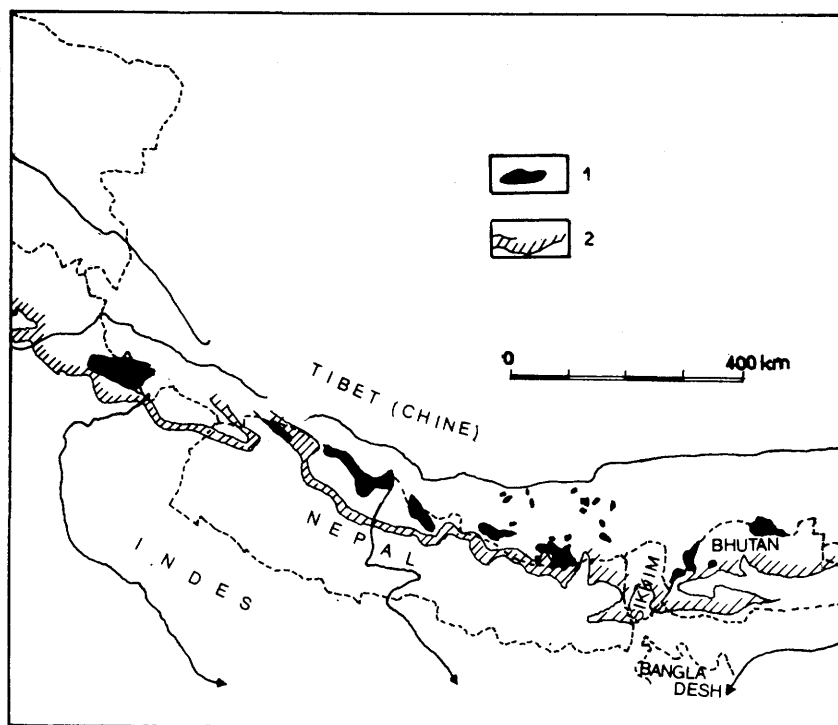 1
2
0 400 km
TIBET (CHINE)
NEPAL
INDES
SIKKIM
BHUTAN
BANGLA
DESH